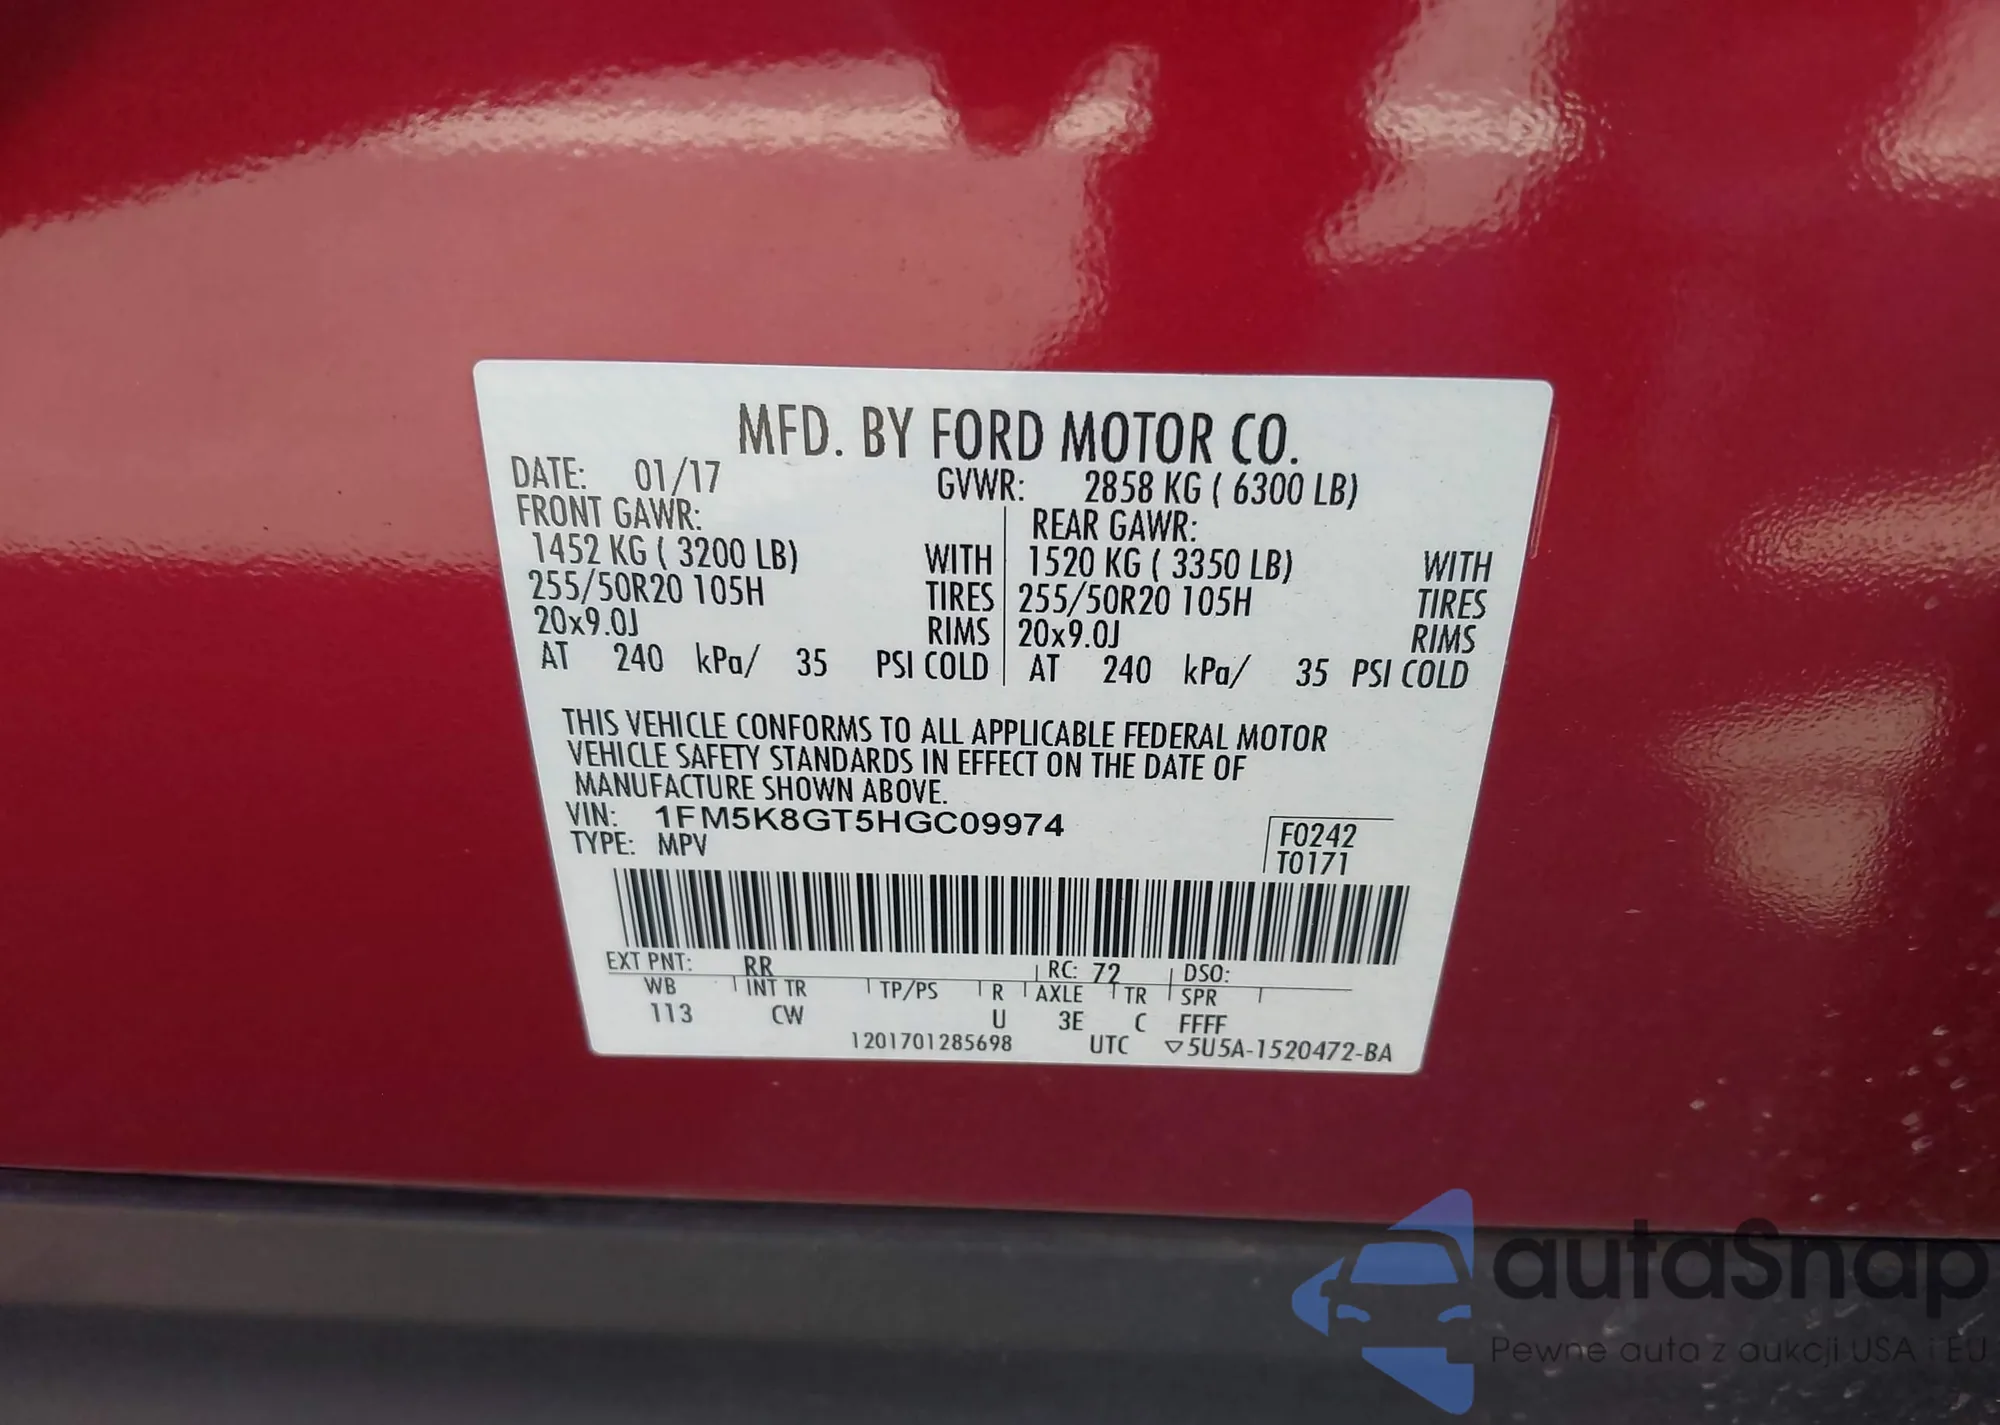 MFD. BY FORD MOTOR CO.
DATE: 01/17 GVWR: 2858 KG ( 6300 LB)
FRONT GAWR: REAR GAWR:
1452 KG ( 3200 LB) WITH 1520 KG ( 3350 LB) WITH
255/50R20 105H TIRES 255/50R20 105H TIRES
20x9.0J RIMS 20x9.0J RIMS
AT 240 kPa/ 35 PSI COLD AT 240 kPa/ 35 PSI COLD
THIS VEHICLE CONFORMS TO ALL APPLICABLE FEDERAL MOTOR
VEHICLE SAFETY STANDARDS IN EFFECT ON THE DATE OF
MANUFACTURE SHOWN ABOVE.
VIN: 1FM5K8GT5HGC09974
TYPE: MPV
F0242
T0171
EXT PNT: RR RC: 72 DSO:
WB INT TR TP/PS R AXLE TR SPR
113 CW U 3E C FFFF
1201701285698 UTC ▽5U5A-1520472-BA
autaSnap
Pewne auta z aukcji USA i EU